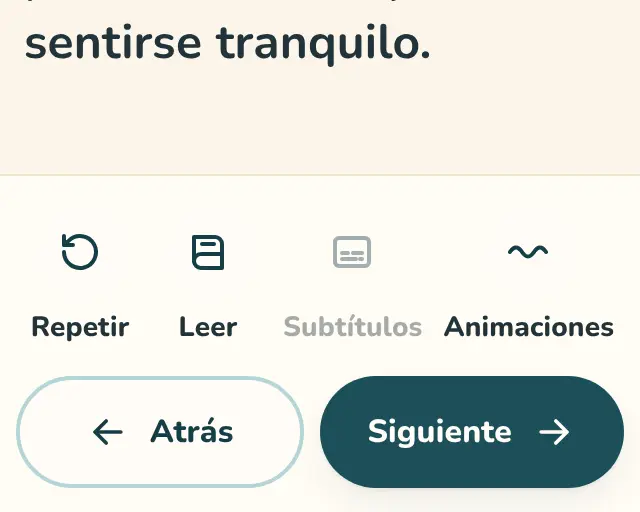 sentirse tranquilo.
Repetir Leer Subtítulos Animaciones
Atrás Siguiente